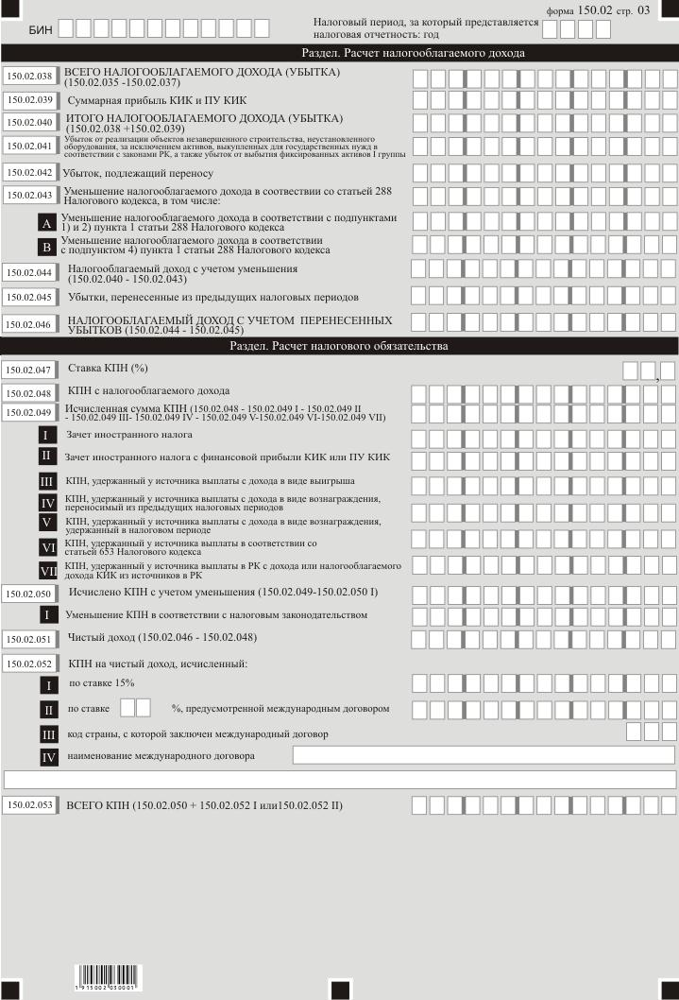 форма 150.02 стр. 03
БИН
Налоговый период, за который представляется
налоговая отчетность: год
Раздел. Расчет налогооблагаемого дохода
150.02.038 ВСЕГО НАЛОГООБЛАГАЕМОГО ДОХОДА (УБЫТКА)
(150.02.035 -150.02.037)
150.02.039 Суммарная прибыль КИК и ПУ КИК
150.02.040 ИТОГО НАЛОГООБЛАГАЕМОГО ДОХОДА (УБЫТКА)
(150.02.038 +150.02.039)
150.02.041 Убыток от реализации объектов незавершенного строительства, неустановленного
оборудования, за исключением активов, выкупленных для государственных нужд в
соответствии с законами РК, а также убыток от выбытия фиксированных активов I группы
150.02.042 Убыток, подлежащий переносу
150.02.043 Уменьшение налогооблагаемого дохода в соотвествии со статьей 288
Налогового кодекса, в том числе:
A Уменьшение налогооблагаемого дохода в соответствии с подпунктами
1) и 2) пункта 1 статьи 288 Налогового кодекса
B Уменьшение налогооблагаемого дохода в соответствии
с подпунктом 4) пункта 1 статьи 288 Налогового кодекса
150.02.044 Налогооблагаемый доход с учетом уменьшения
(150.02.040 - 150.02.043)
150.02.045 Убытки, перенесенные из предыдущих налоговых периодов
150.02.046 НАЛОГООБЛАГАЕМЫЙ ДОХОД С УЧЕТОМ ПЕРЕНЕСЕННЫХ
УБЫТКОВ (150.02.044 - 150.02.045)
Раздел. Расчет налогового обязательства
150.02.047 Ставка КПН (%) ,
150.02.048 КПН с налогооблагаемого дохода
150.02.049 Исчисленная сумма КПН (150.02.048 - 150.02.049 I - 150.02.049 II
- 150.02.049 III- 150.02.049 IV - 150.02.049 V-150.02.049 VI-150.02.049 VII)
I Зачет иностранного налога
II Зачет иностранного налога с финансовой прибыли КИК или ПУ КИК
III КПН, удержанный у источника выплаты с дохода в виде выигрыша
IV КПН, удержанный у источника выплаты с дохода в виде вознаграждения,
переносимый из предыдущих налоговых периодов
V КПН, удержанный у источника выплаты с дохода в виде вознаграждения,
удержанный в налоговом периоде
VI КПН, удержанный у источника выплаты в соответствии со
статьей 653 Налогового кодекса
VII КПН, удержанный у источника выплаты в РК с дохода или налогооблагаемого
дохода КИК из источников в РК
150.02.050 Исчислено КПН с учетом уменьшения (150.02.049-150.02.050 I)
I Уменьшение КПН в соответствии с налоговым законодательством
150.02.051 Чистый доход (150.02.046 - 150.02.048)
150.02.052 КПН на чистый доход, исчисленный:
I по ставке 15%
II по ставке %, предусмотренной международным договором
III код страны, с которой заключен международный договор
IV наименование международного договора
150.02.053 ВСЕГО КПН (150.02.050 + 150.02.052 I или150.02.052 II)
1 915002 030001